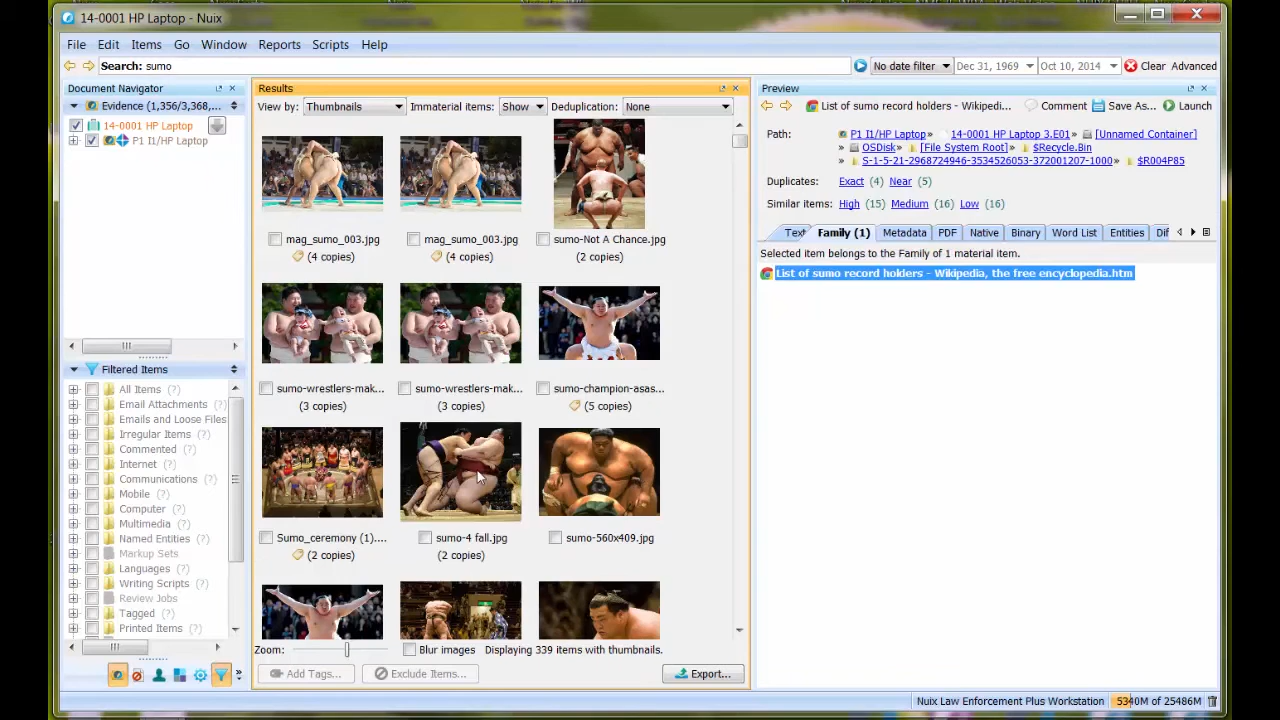 14-0001 HP Laptop - Nuix
File Edit Items Go Window Reports Scripts Help
Search: sumo
No date filter Dec 31, 1969 Oct 10, 2014 Clear Advanced
Document Navigator
Evidence (1,356/3,368,...
14-0001 HP Laptop
P1 I1/HP Laptop
Filtered Items
All Items (?)
Email Attachments (?)
Emails and Loose Files
Irregular Items (?)
Commented (?)
Internet (?)
Communications (?)
Mobile (?)
Computer (?)
Multimedia (?)
Named Entities (?)
Markup Sets
Languages (?)
Writing Scripts (?)
Review Jobs
Tagged (?)
Printed Items (?)
Results
View by: Thumbnails Immaterial items: Show Deduplication: None
mag_sumo_003.jpg mag_sumo_003.jpg sumo-Not A Chance.jpg
(4 copies) (4 copies) (2 copies)
sumo-wrestlers-mak... sumo-wrestlers-mak... sumo-champion-asas...
(3 copies) (3 copies) (5 copies)
Sumo_ceremony (1).... sumo-4 fall.jpg sumo-560x409.jpg
(2 copies) (2 copies)
Zoom: Blur images Displaying 339 items with thumbnails.
Add Tags... Exclude Items... Export...
Preview
List of sumo record holders - Wikipedi... Comment Save As... Launch
Path: P1 I1/HP Laptop» 14-0001 HP Laptop 3.E01» [Unnamed Container]
» OSDisk» [File System Root]» $Recycle.Bin
» S-1-5-21-2968724946-3534526053-372001207-1000» $R004P85
Duplicates: Exact (4) Near (5)
Similar items: High (15) Medium (16) Low (16)
Text Family (1) Metadata PDF Native Binary Word List Entities Dif
Selected item belongs to the Family of 1 material item.
List of sumo record holders - Wikipedia, the free encyclopedia.htm
Nuix Law Enforcement Plus Workstation 5340M of 25486M